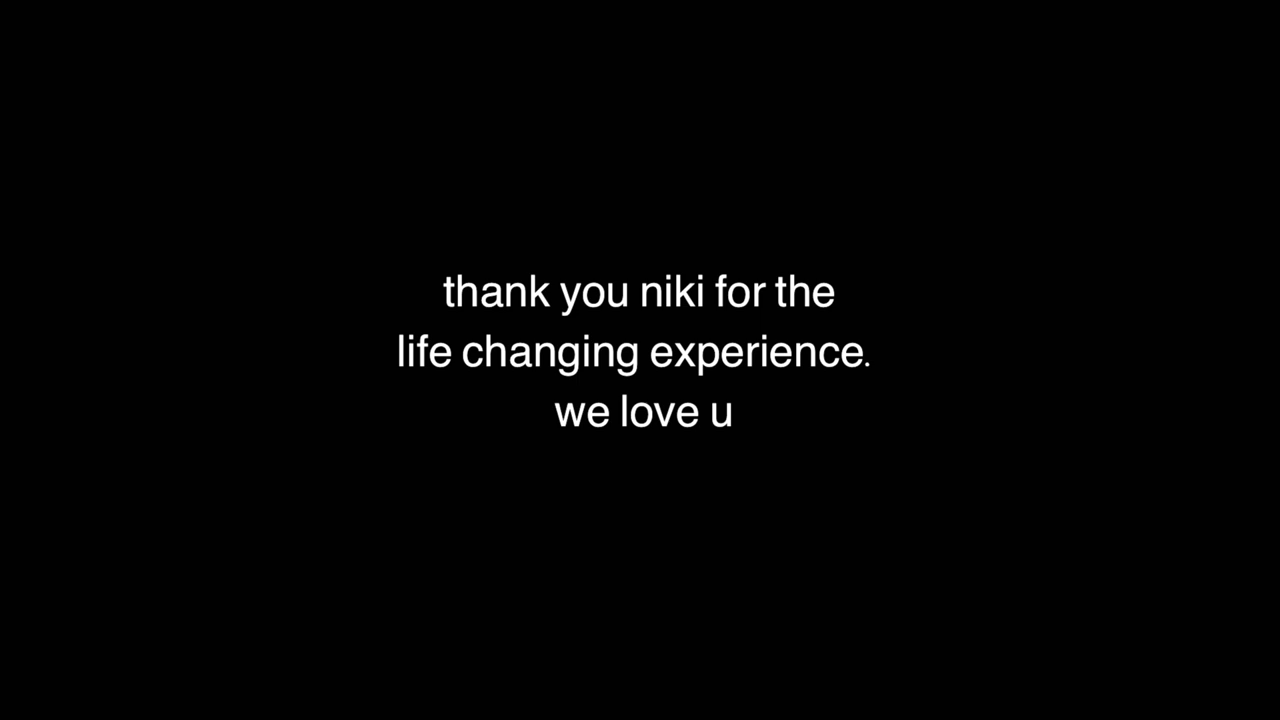 thank you niki for the
life changing experience.
we love u